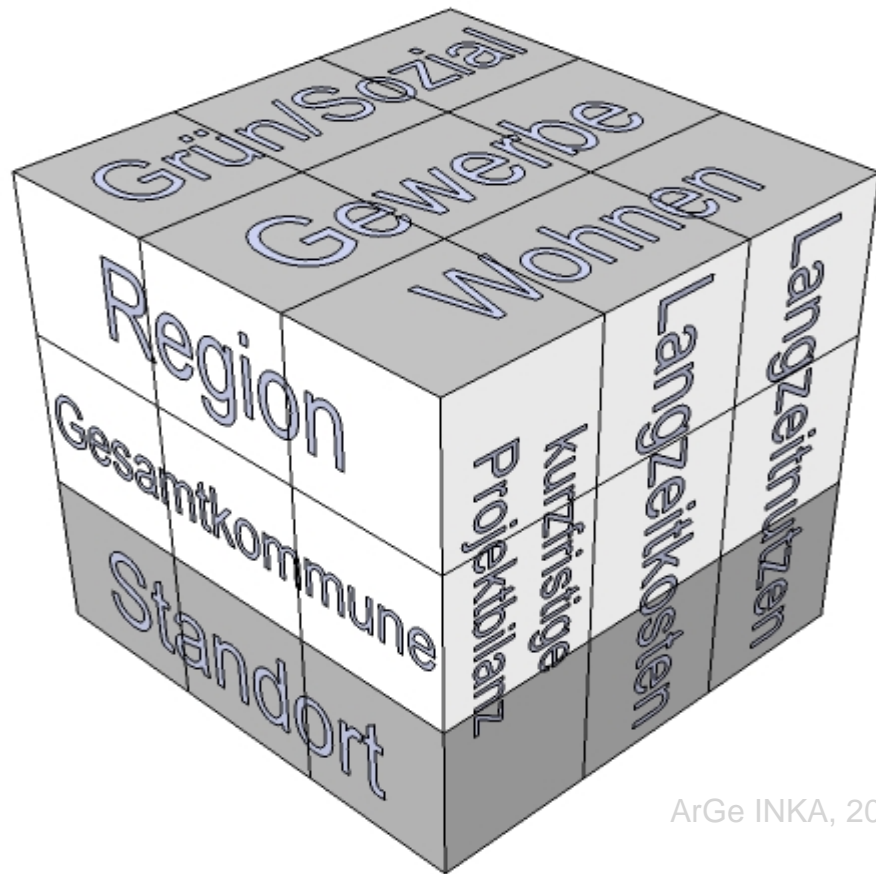 Grün/Sozial
Gewerbe
Wohnen
Region
Gesamtkommune
Standort
kurzfristige
Projektbilanz
Langzeitkosten
Langzeitnutzen
ArGe INKA, 20